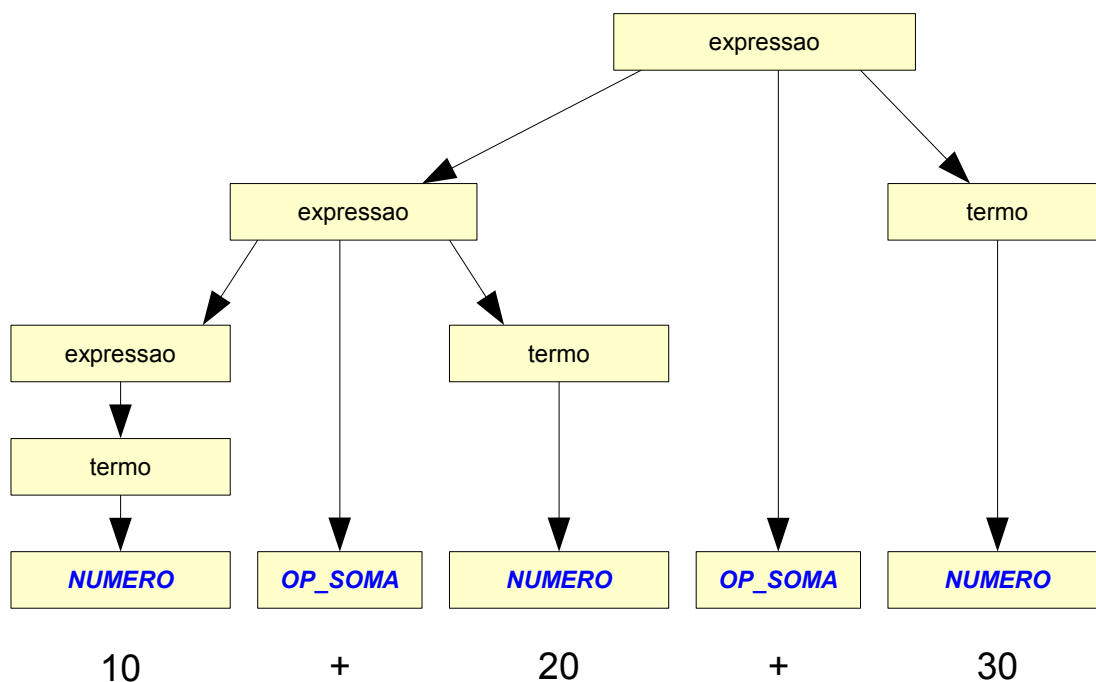 expressao
expressao termo
expressao termo
termo
NUMERO OP_SOMA NUMERO OP_SOMA NUMERO
10 + 20 + 30